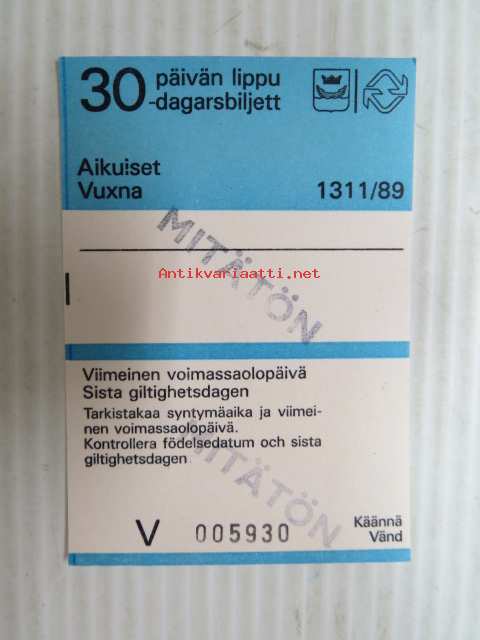 30 päivän lippu
-dagarsbiljett
Aikuiset
Vuxna 1311/89
MITÄTÖN
Antikvariaatti.net
Viimeinen voimassaolopäivä
Sista giltighetsdagen
Tarkistakaa syntymäaika ja viimei-
nen voimassaolopäivä.
Kontrollera födelsedatum och sista
giltighetsdagen
MITÄTÖN
V 005930
Käännä
Vänd